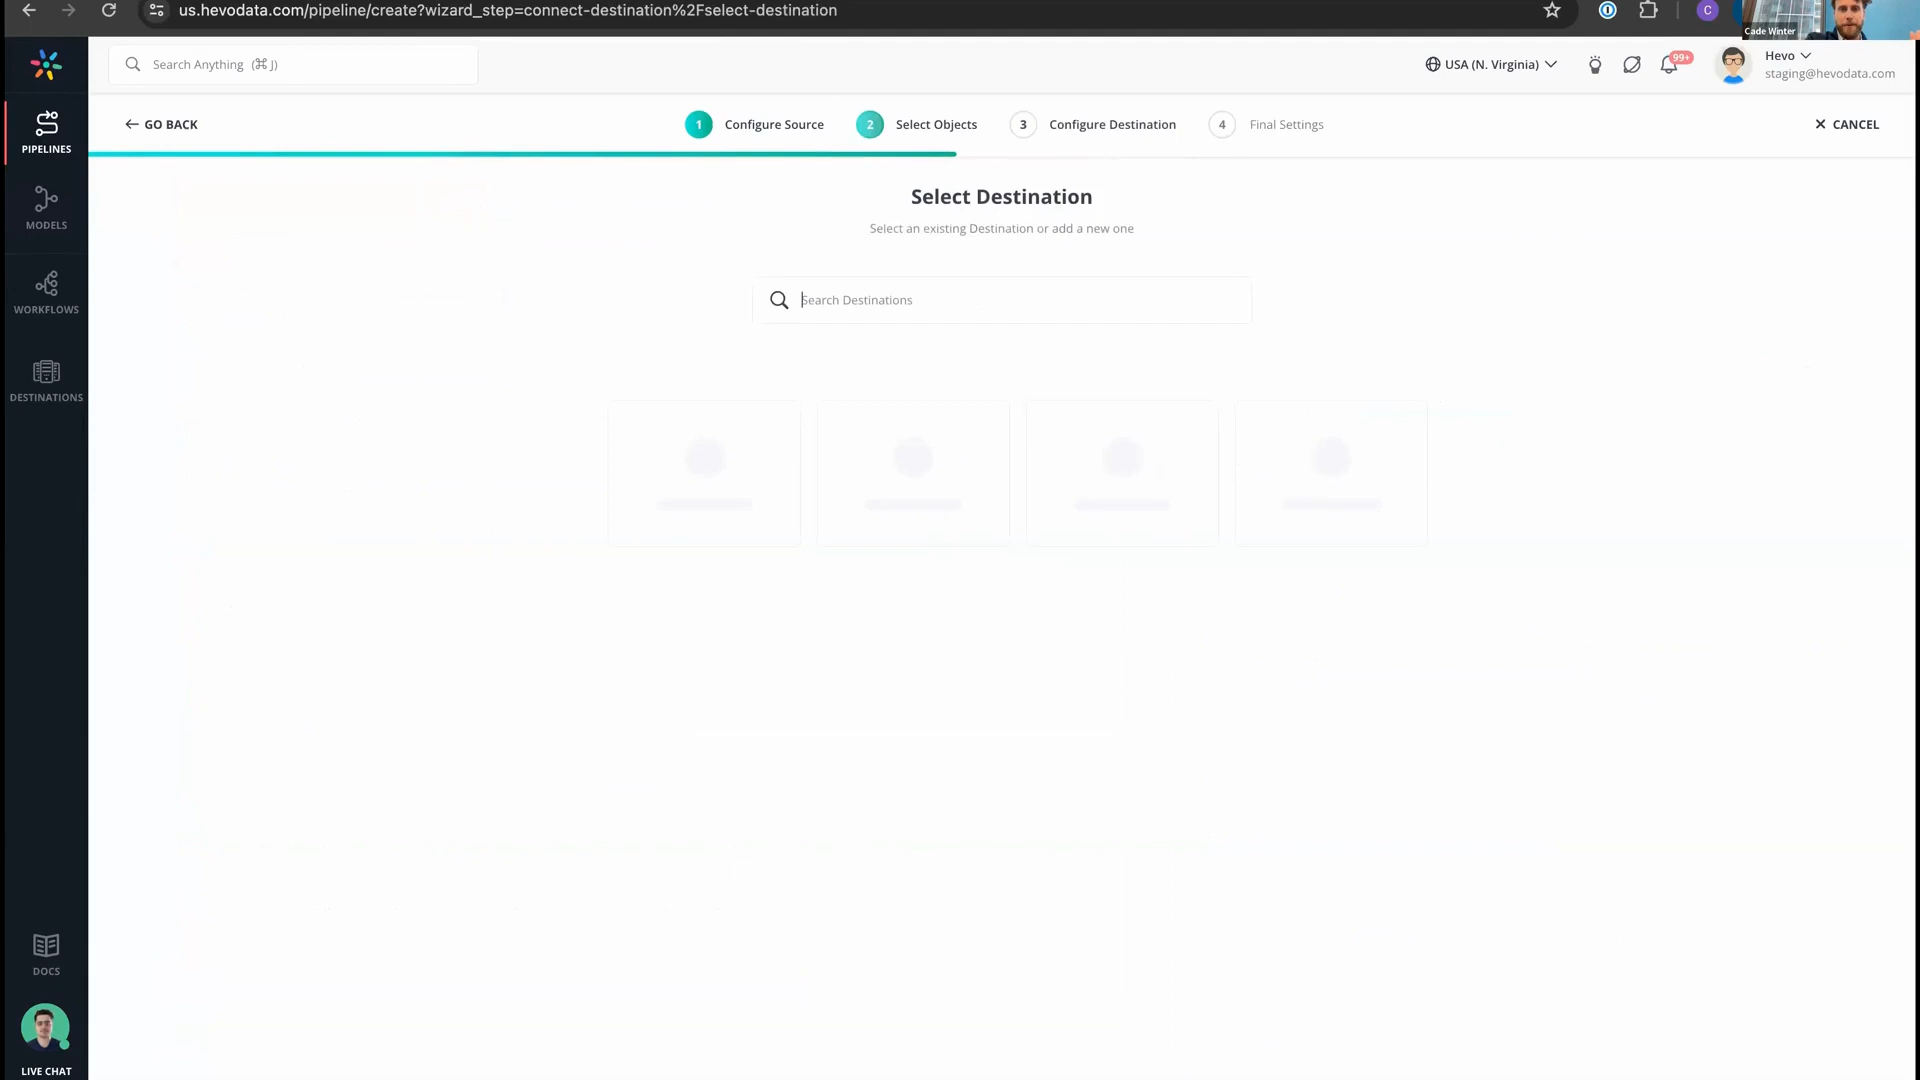 us.hevodata.com/pipeline/create?wizard_step=connect-destination%2Fselect-destination
C
Cade Winter
Search Anything (⌘ J)
USA (N. Virginia)
99+
Hevo
staging@hevodata.com
PIPELINES
MODELS
WORKFLOWS
DESTINATIONS
DOCS
LIVE CHAT
GO BACK
1 Configure Source
2 Select Objects
3 Configure Destination
4 Final Settings
CANCEL
Select Destination
Select an existing Destination or add a new one
Search Destinations